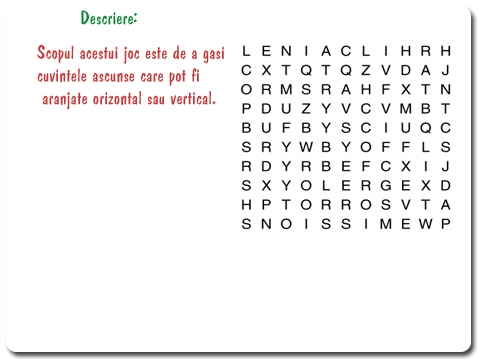 Descriere:
Scopul acestui joc este de a gasi
cuvintele ascunse care pot fi
aranjate orizontal sau vertical.
L E N I A C L I H R H
C X T Q T Q Z V D A J
O R M S R A H F X T N
P D U Z Y V C V M B T
B U F B Y S C I U Q C
S R Y W B Y O F F L S
R D Y R B E F C X I J
S X Y O L E R G E X D
H P T O R R O S V T A
S N O I S S I M E W P